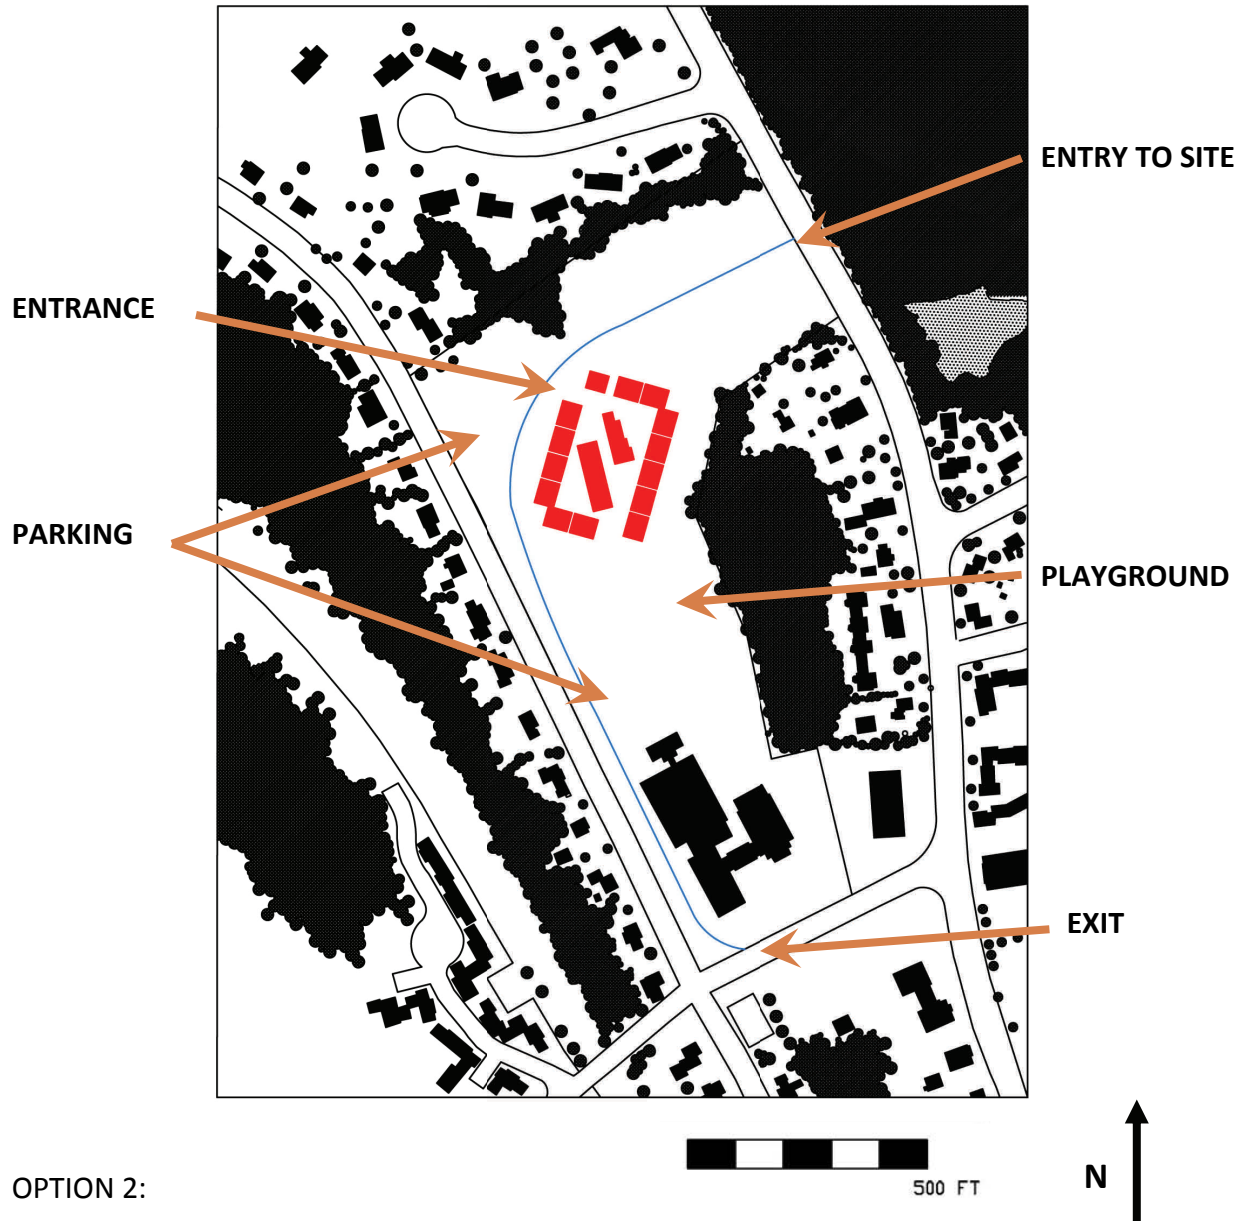 ENTRY TO SITE
ENTRANCE
PARKING
PLAYGROUND
EXIT
500 FT
N
OPTION 2: